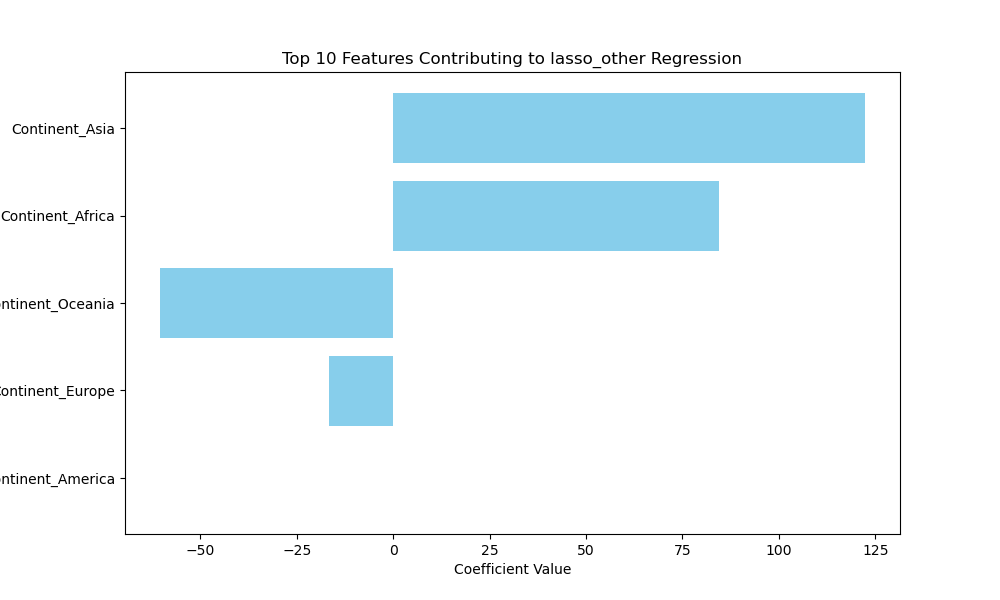 Top 10 Features Contributing to lasso_other Regression
Continent_Asia
Continent_Africa
ontinent_Oceania
Continent_Europe
ontinent_America
−50
−25
0
25
50
75
100
125
Coefficient Value